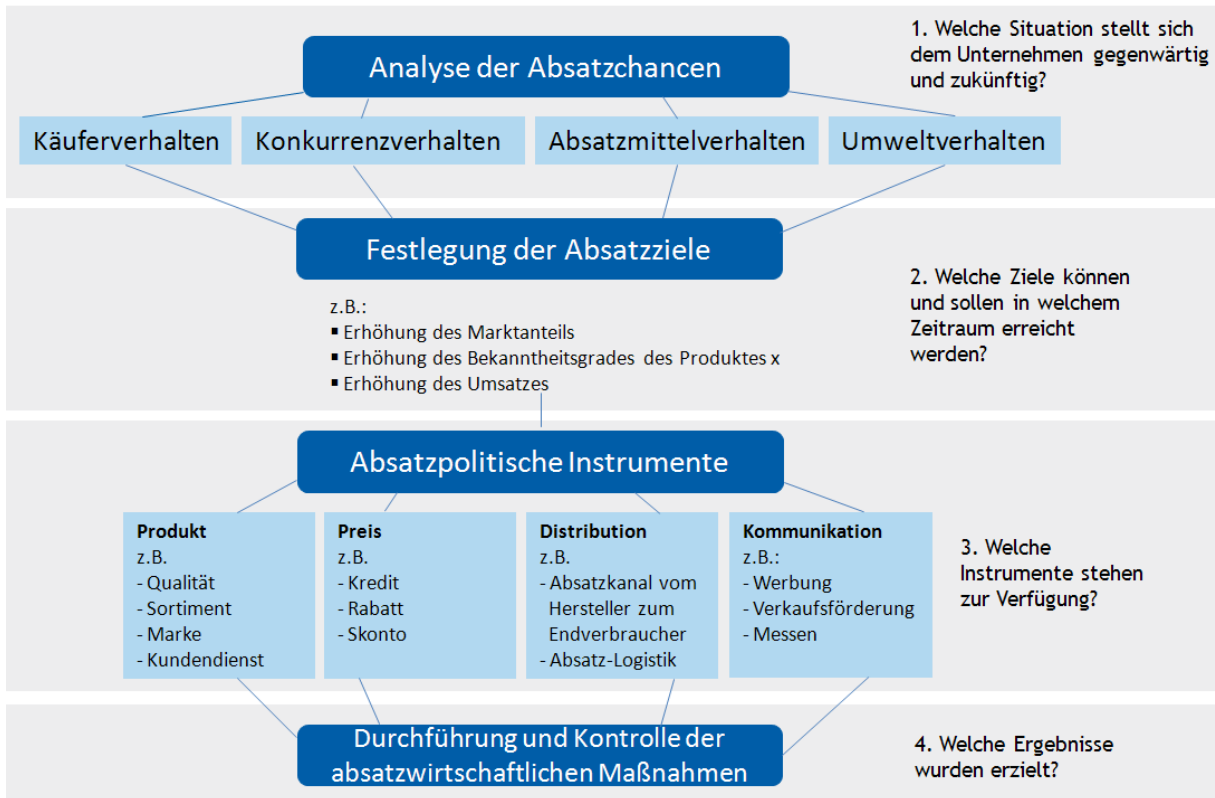 1. Welche Situation stellt sich
dem Unternehmen gegenwärtig
und zukünftig?
Analyse der Absatzchancen
Käuferverhalten
Konkurrenzverhalten
Absatzmittelverhalten
Umweltverhalten
Festlegung der Absatzziele
z.B.:
▪ Erhöhung des Marktanteils
▪ Erhöhung des Bekanntheitsgrades des Produktes x
▪ Erhöhung des Umsatzes
2. Welche Ziele können
und sollen in welchem
Zeitraum erreicht
werden?
Absatzpolitische Instrumente
Produkt
z.B.
- Qualität
- Sortiment
- Marke
- Kundendienst
Preis
z.B.
- Kredit
- Rabatt
- Skonto
Distribution
z.B.
- Absatzkanal vom
Hersteller zum
Endverbraucher
- Absatz-Logistik
Kommunikation
z.B.:
- Werbung
- Verkaufsförderung
- Messen
3. Welche
Instrumente stehen
zur Verfügung?
Durchführung und Kontrolle der
absatzwirtschaftlichen Maßnahmen
4. Welche Ergebnisse
wurden erzielt?